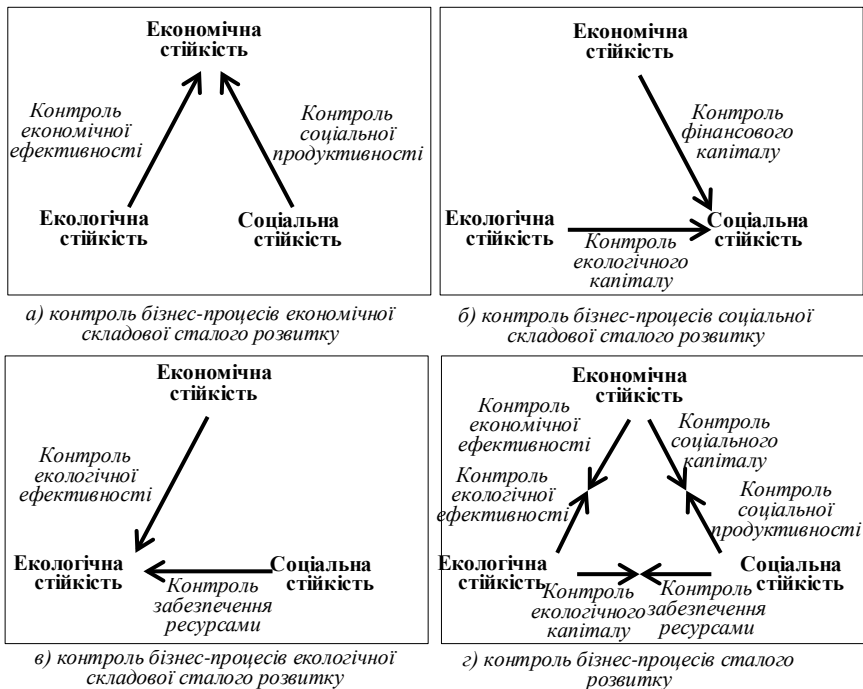 Економічна
стійкість
Контроль
економічної
ефективності
Контроль
соціальної
продуктивності
Екологічна
стійкість
Соціальна
стійкість
а) контроль бізнес-процесів економічної
складової сталого розвитку
Економічна
стійкість
Контроль
фінансового
капіталу
Екологічна
стійкість
Соціальна
стійкість
Контроль
екологічного
капіталу
б) контроль бізнес-процесів соціальної
складової сталого розвитку
Економічна
стійкість
Контроль
екологічної
ефективності
Екологічна
стійкість
Соціальна
стійкість
Контроль
забезпечення
ресурсами
в) контроль бізнес-процесів екологічної
складової сталого розвитку
Економічна
стійкість
Контроль
економічної
ефективності
Контроль
соціального
капіталу
Контроль
екологічної
ефективності
Контроль
соціальної
продуктивності
Екологічна
стійкість
Соціальна
стійкість
Контроль
екологічного
капіталу
Контроль
забезпечення
ресурсами
г) контроль бізнес-процесів сталого
розвитку